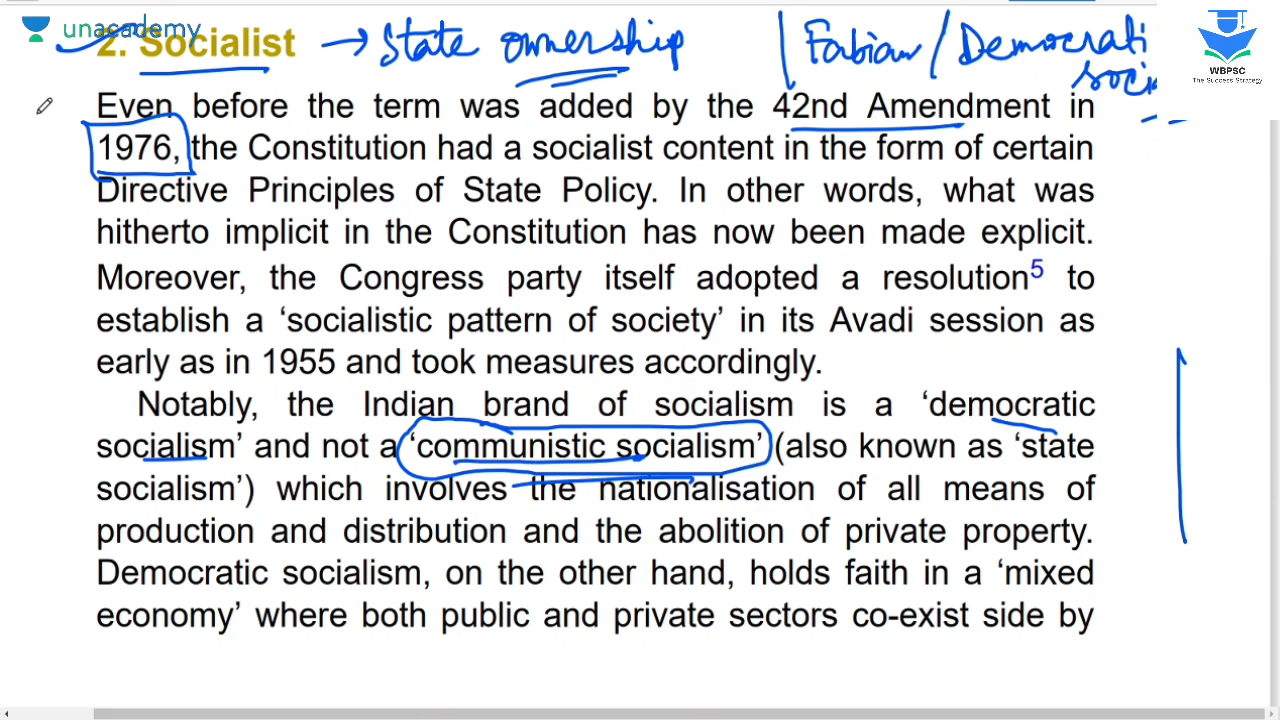 unacademy
2. Socialist → State ownership | Fabian / Democrati
soci
WBPSC
The Success Strategy
Even before the term was added by the 42nd Amendment in
1976, the Constitution had a socialist content in the form of certain
Directive Principles of State Policy. In other words, what was
hitherto implicit in the Constitution has now been made explicit.
Moreover, the Congress party itself adopted a resolution5 to
establish a ‘socialistic pattern of society’ in its Avadi session as
early as in 1955 and took measures accordingly.
Notably, the Indian brand of socialism is a ‘democratic
socialism’ and not a ‘communistic socialism’ (also known as ‘state
socialism’) which involves the nationalisation of all means of
production and distribution and the abolition of private property.
Democratic socialism, on the other hand, holds faith in a ‘mixed
economy’ where both public and private sectors co-exist side by